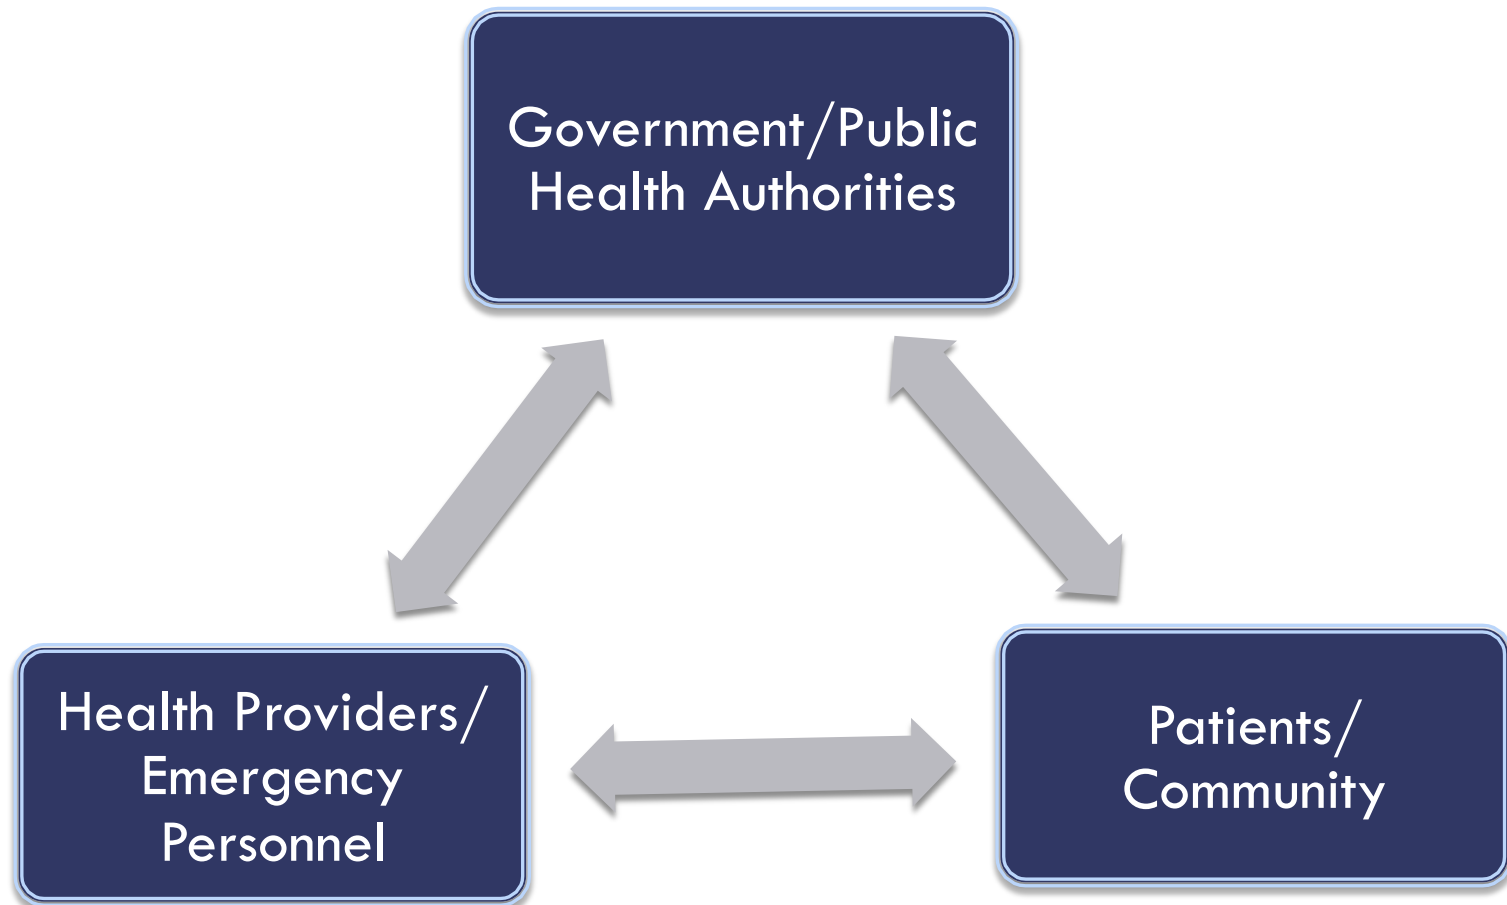 Government/Public
Health Authorities
Health Providers/
Emergency
Personnel
Patients/
Community